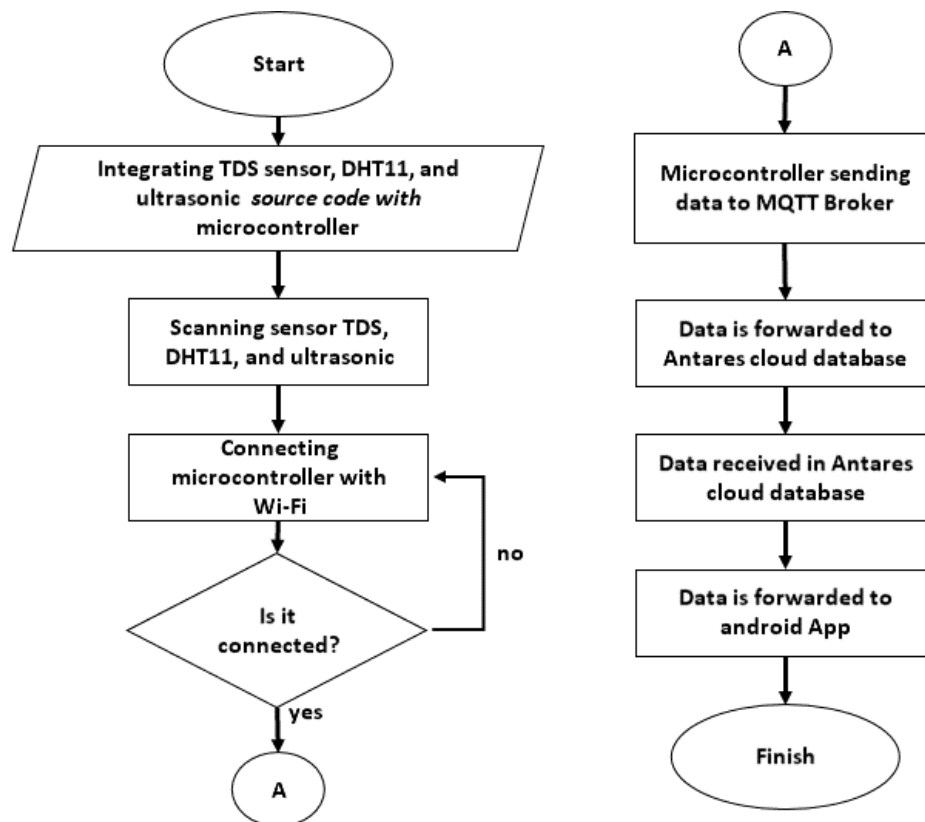 Start
Integrating TDS sensor, DHT11, and
ultrasonic source code with
microcontroller
Scanning sensor TDS,
DHT11, and ultrasonic
Connecting
microcontroller with
Wi-Fi
no
Is it
connected?
yes
A
A
Microcontroller sending
data to MQTT Broker
Data is forwarded to
Antares cloud database
Data received in Antares
cloud database
Data is forwarded to
android App
Finish